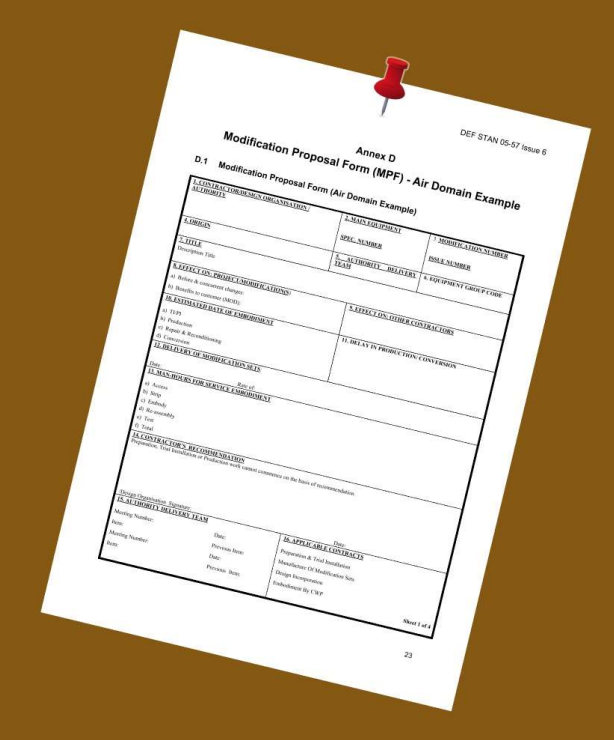 DEF STAN 05-57 Issue 6
Annex D
Modification Proposal Form (MPF) - Air Domain Example
D.1 Modification Proposal Form (Air Domain Example)
1. CONTRACTOR/DESIGN ORGANISATION / AUTHORITY
2. MAIN EQUIPMENT
SPEC. NUMBER
3 MODIFICATION NUMBER
ISSUE NUMBER
4. ORIGIN
5. AUTHORITY DELIVERY TEAM
6. EQUIPMENT GROUP CODE
7. TITLE
Description Title
8. EFFECT ON: PROJECT/MODIFICATION(S)
a) Before & concurrent changes:
b) Benefits to customer (MOD):
9. EFFECT ON: OTHER CONTRACTORS
10. ESTIMATED DATE OF EMBODIMENT
a) TI/PI
b) Production
c) Repair & Reconditioning
d) Conversion
11. DELAY IN PRODUCTION/ CONVERSION
12. DELIVERY OF MODIFICATION SETS
Date: Rate of:
13. MAN-HOURS FOR SERVICE EMBODIMENT
a) Access
b) Strip
c) Embody
d) Re-assembly
e) Test
f) Total
14. CONTRACTOR'S RECOMMENDATION
Preparation, Trial Installation or Production work cannot commence on the basis of recommendation
Design Organisation Signature: Date:
15. AUTHORITY DELIVERY TEAM
Meeting Number: Date:
Item: Previous Item:
Meeting Number: Date:
Item: Previous Item:
16. APPLICABLE CONTRACTS
Preparation & Trial Installation
Manufacture Of Modification Sets
Design Incorporation
Embodiment By CWP
Sheet 1 of 4
23